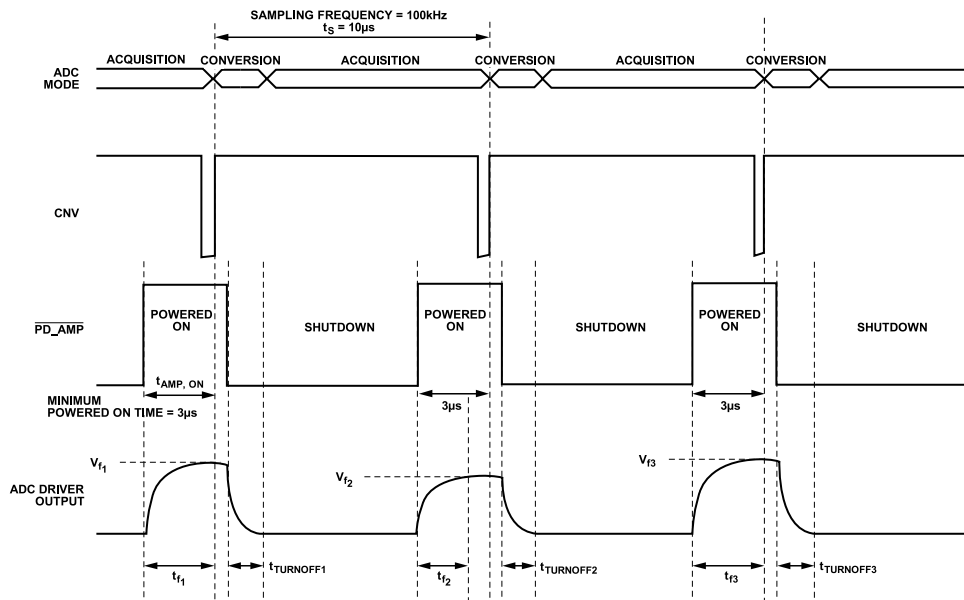 SAMPLING FREQUENCY = 100kHz
tS = 10µs
ACQUISITION CONVERSION ACQUISITION CONVERSION ACQUISITION CONVERSION
ADC
MODE
CNV
PD_AMP
POWERED
ON
SHUTDOWN
POWERED
ON
SHUTDOWN
POWERED
ON
SHUTDOWN
tAMP, ON
MINIMUM
POWERED ON TIME = 3µs
3µs
3µs
Vf1
Vf2
Vf3
ADC DRIVER
OUTPUT
tf1
tTURNOFF1
tf2
tTURNOFF2
tf3
tTURNOFF3